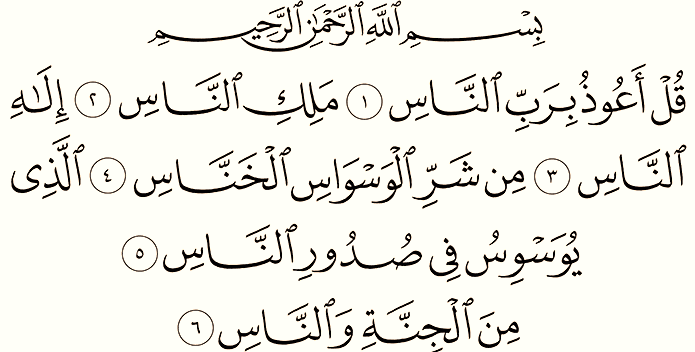 بِسْمِ ٱللَّهِ ٱلرَّحْمَٰنِ ٱلرَّحِيمِ
قُلْ أَعُوذُ بِرَبِّ ٱلنَّاسِ ١ مَلِكِ ٱلنَّاسِ ٢ إِلَٰهِ
ٱلنَّاسِ ٣ مِن شَرِّ ٱلْوَسْوَاسِ ٱلْخَنَّاسِ ٤ ٱلَّذِى
يُوَسْوِسُ فِى صُدُورِ ٱلنَّاسِ ٥
مِنَ ٱلْجِنَّةِ وَٱلنَّاسِ ٦